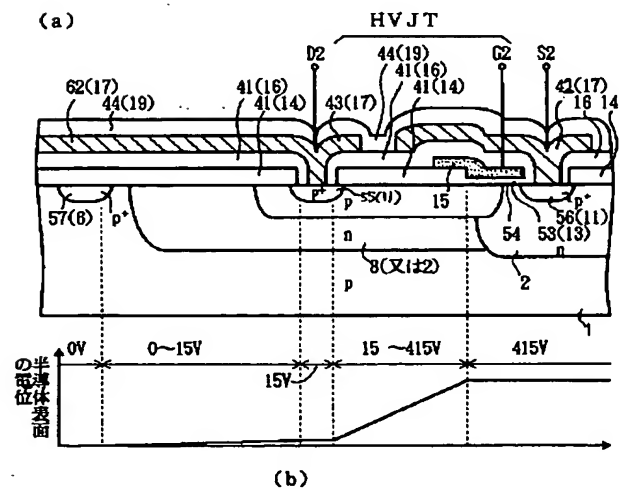 (a)
HVJT
D2
44(19)
G2
S2
41(16)
62(17)
41(16)
43(17)
41(14)
42(17)
44(19)
41(14)
16
14
57(6)
p+
p+
55(11)
p
15
54
53(13)
56(11)
p+
n
8(又は2)
2
n
p
1
0V
0～15V
15V
15～415V
415V
半導体表面
の電位
(b)